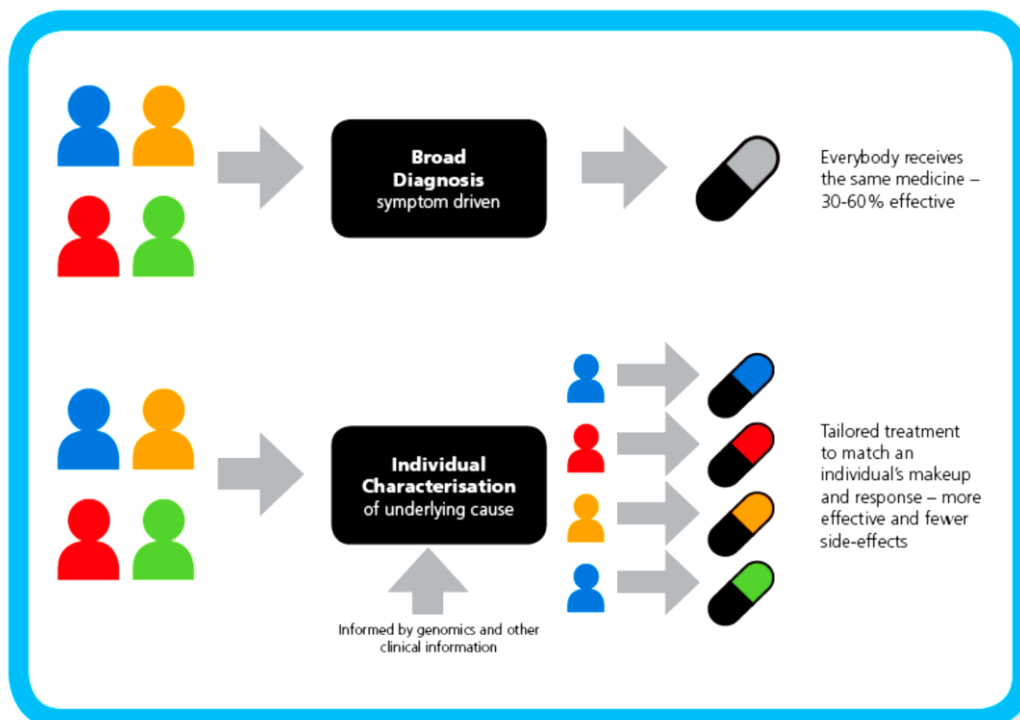 Broad
Diagnosis
symptom driven
Everybody receives
the same medicine –
30-60% effective
Individual
Characterisation
of underlying cause
Informed by genomics and other
clinical information
Tailored treatment
to match an
individual's makeup
and response – more
effective and fewer
side-effects